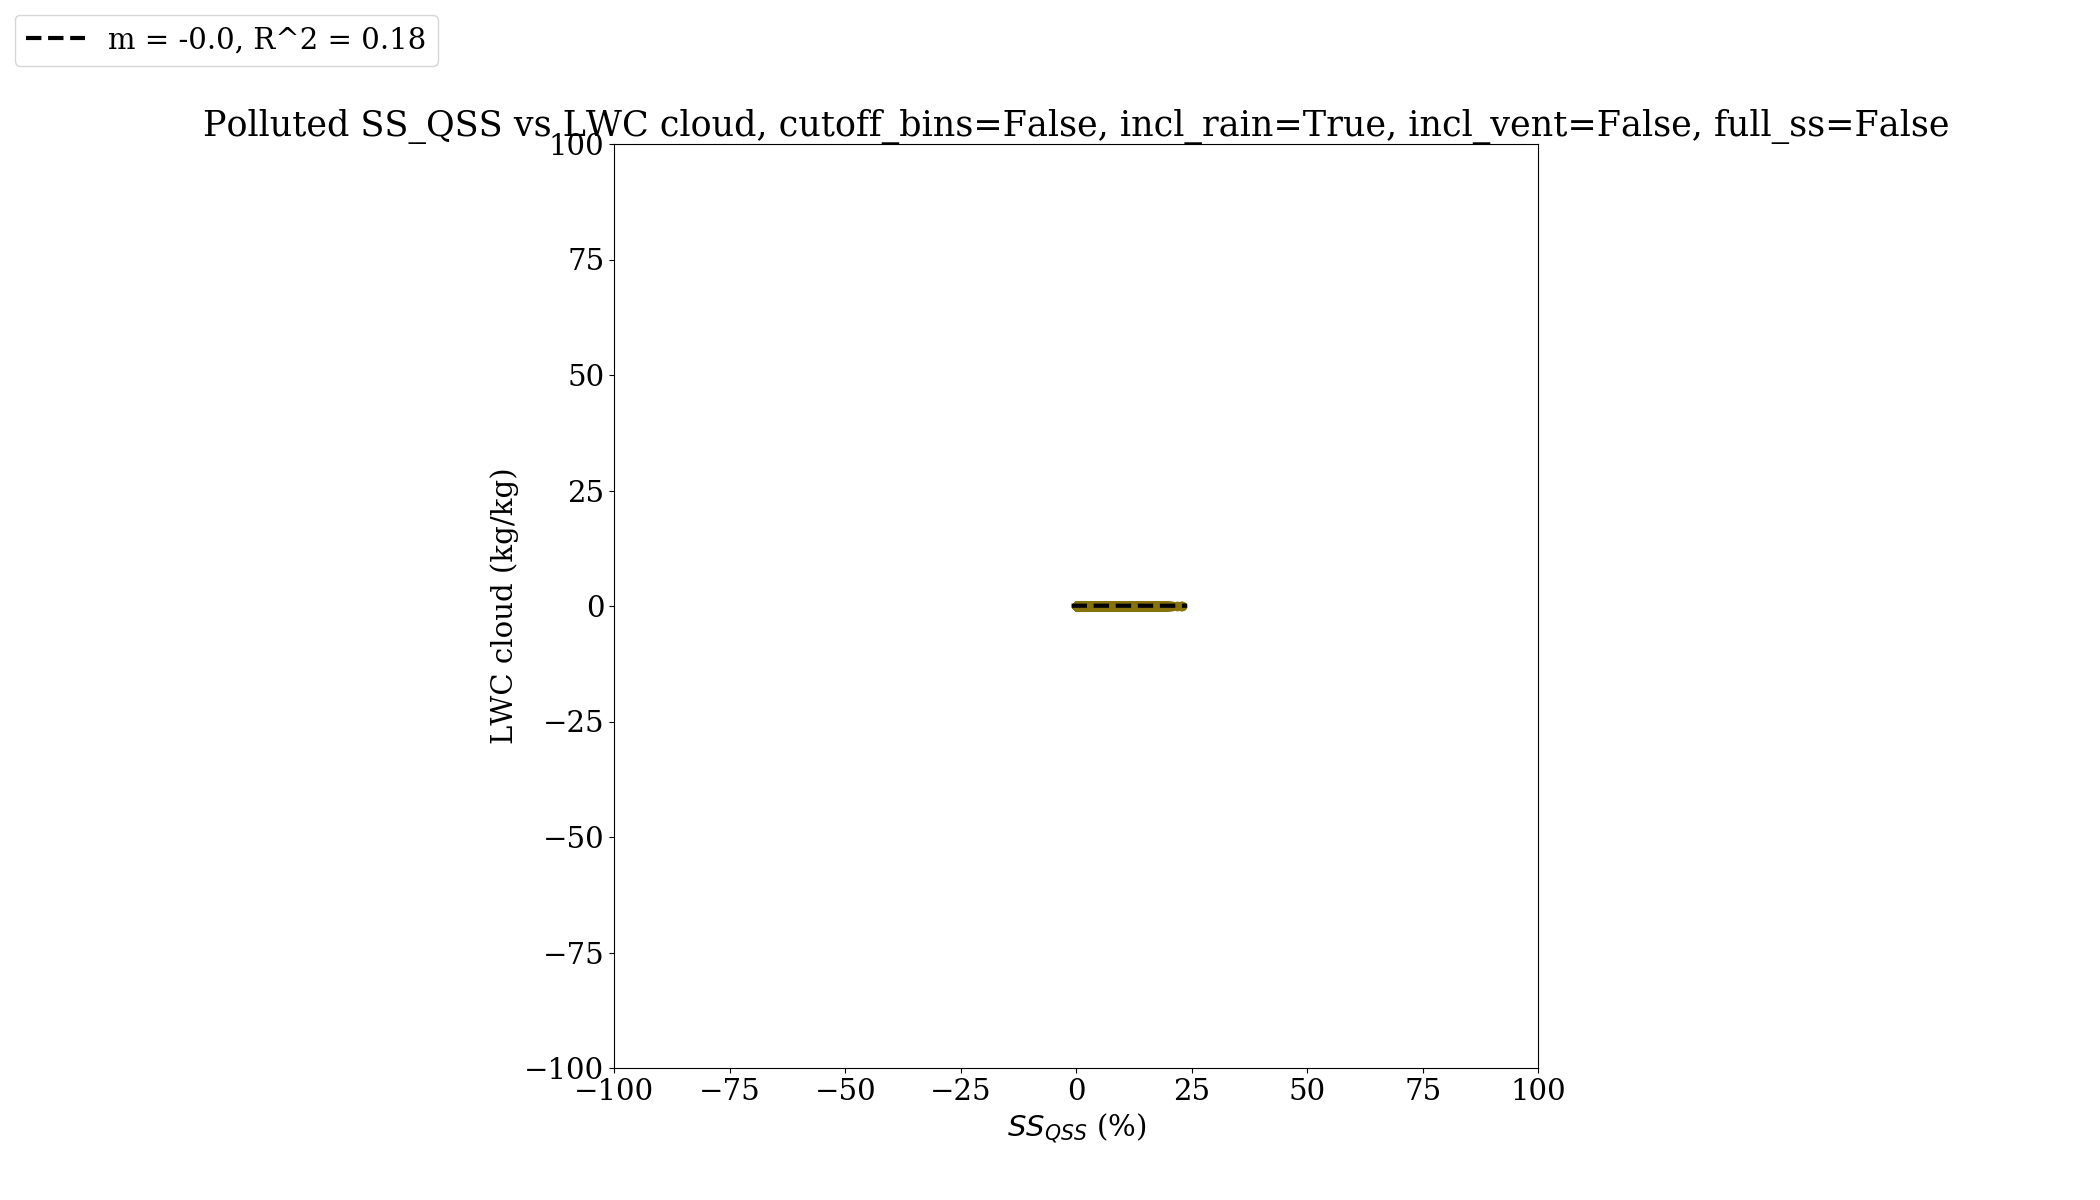 m = -0.0, R^2 = 0.18
Polluted SS_QSS vs LWC cloud, cutoff_bins=False, incl_rain=True, incl_vent=False, full_ss=False
100
75
50
25
0
−25
−50
−75
−100
LWC cloud (kg/kg)
−100 −75 −50 −25 0 25 50 75 100
SS_QSS (%)